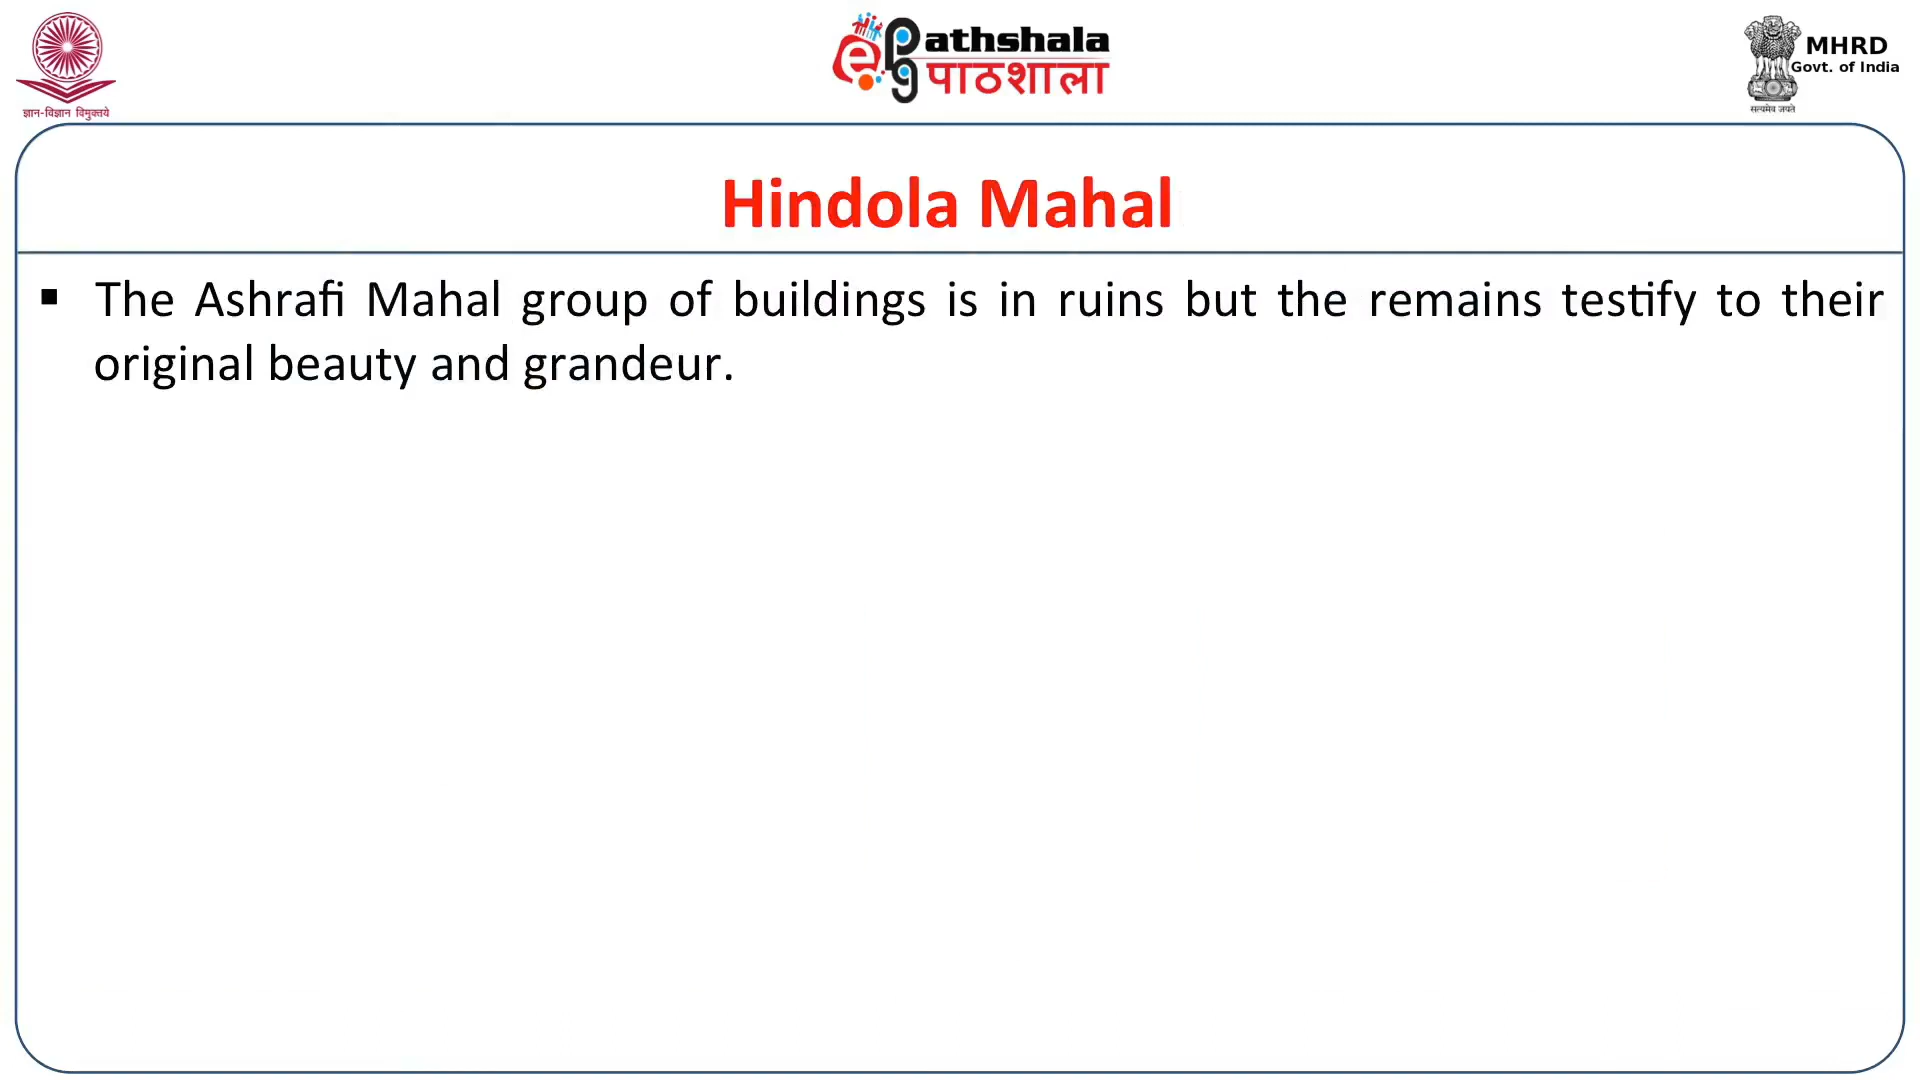 ज्ञान-विज्ञान विमुक्तये
ePathshala
पाठशाला
MHRD
Govt. of India
सत्यमेव जयते
Hindola Mahal
▪ The Ashrafi Mahal group of buildings is in ruins but the remains testify to their
original beauty and grandeur.